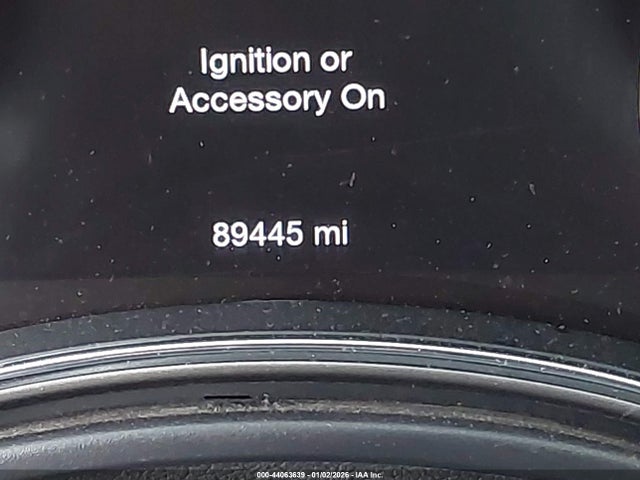 Ignition or
Accessory On
89445 mi
000-44063639 - 01/02/2026 - IAA Inc.